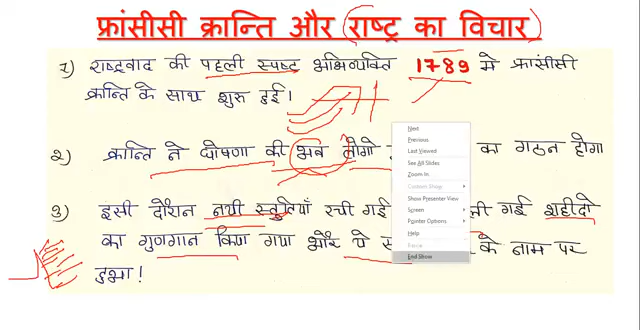 फ्रांसीसी क्रान्ति और राष्ट्र का विचार
1) राष्ट्रवाद की पहली स्पष्ट अभिव्यक्ति 1789 मे फ्रांसीसी
क्रान्ति के साथ शुरु हुई।
2) क्रान्ति ने घोषणा की अब लोगो का गठन होगा
3) इसी दौरान नयी स्तुतियाँ रची गई गई शहीदो
का गुणगान किया गया और ये के नाम पर
हुआ!
Next
Previous
Last Viewed
See All Slides
Zoom In
Custom Show
Show Presenter View
Screen
Pointer Options
Help
Pause
End Show